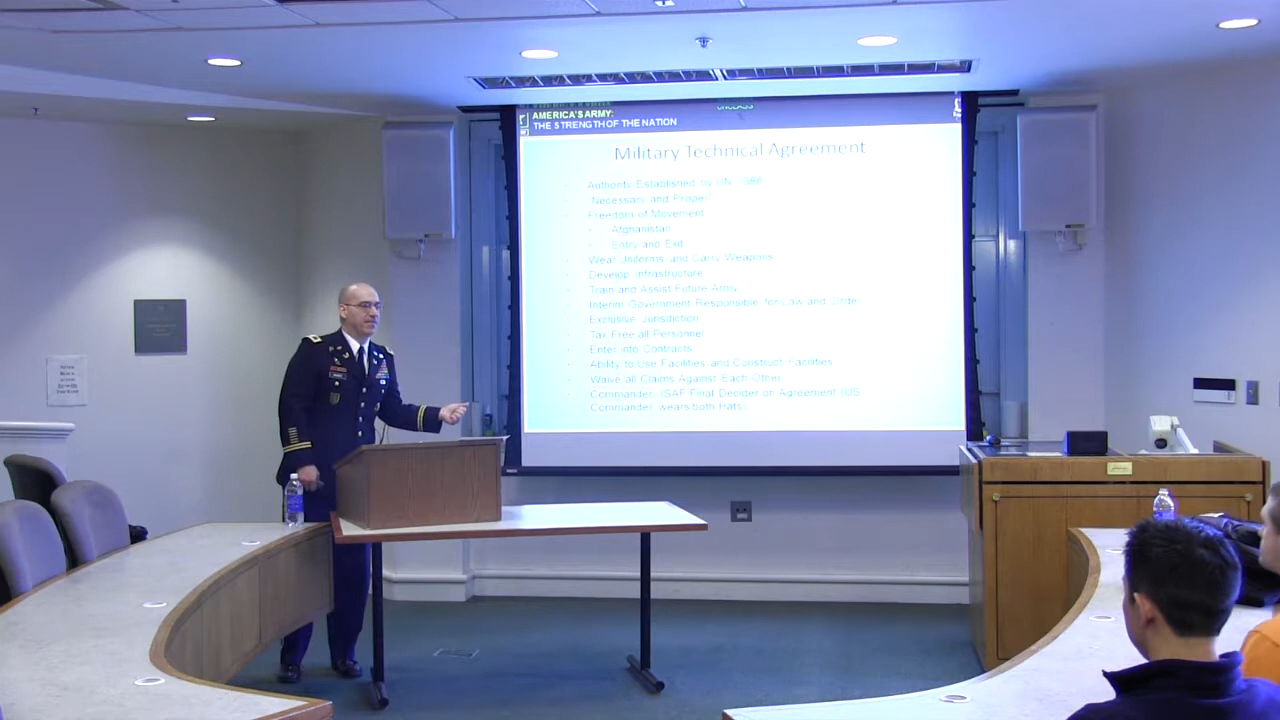 UNCLASS
AMERICA'S ARMY:
THE STRENGTH OF THE NATION
Military Technical Agreement
- Authority Established by UN
- "Necessary and Proper"
- Freedom of Movement
- Afghanistan
- Entry and Exit
- Wear Uniforms and Carry Weapons
- Develop Infrastructure
- Train and Assist Future Army
- Interim Government Responsible for Law and Order
- Exclusive Jurisdiction
- Tax Free all Personnel
- Enter into Contracts
- Ability to Use Facilities and Construct Facilities
- Waive all Claims Against Each Other
- Commander, ISAF Final Decider on Agreement (US
Commander wears both Hats)